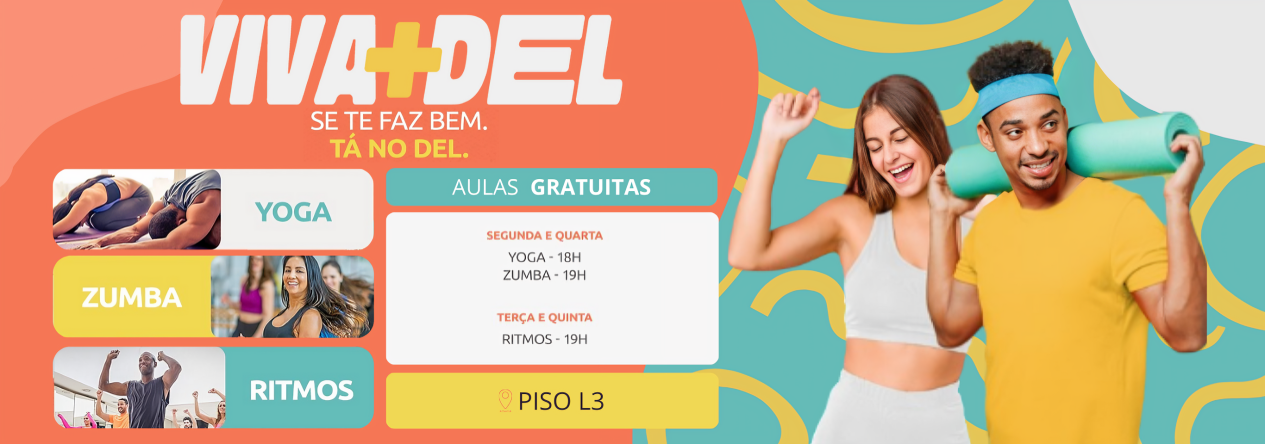 VIVA+DEL
SE TE FAZ BEM.
TÁ NO DEL.
YOGA
ZUMBA
RITMOS
AULAS GRATUITAS
SEGUNDA E QUARTA
YOGA - 18H
ZUMBA - 19H
TERÇA E QUINTA
RITMOS - 19H
PISO L3